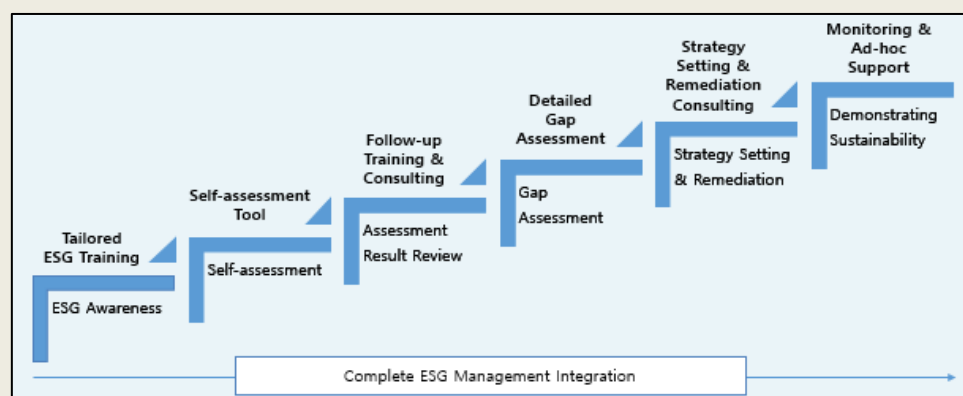 Tailored
ESG Training
ESG Awareness
Self-assessment
Tool
Self-assessment
Follow-up
Training &
Consulting
Assessment
Result Review
Detailed
Gap
Assessment
Gap
Assessment
Strategy
Setting &
Remediation
Consulting
Strategy Setting
& Remediation
Monitoring &
Ad-hoc
Support
Demonstrating
Sustainability
Complete ESG Management Integration